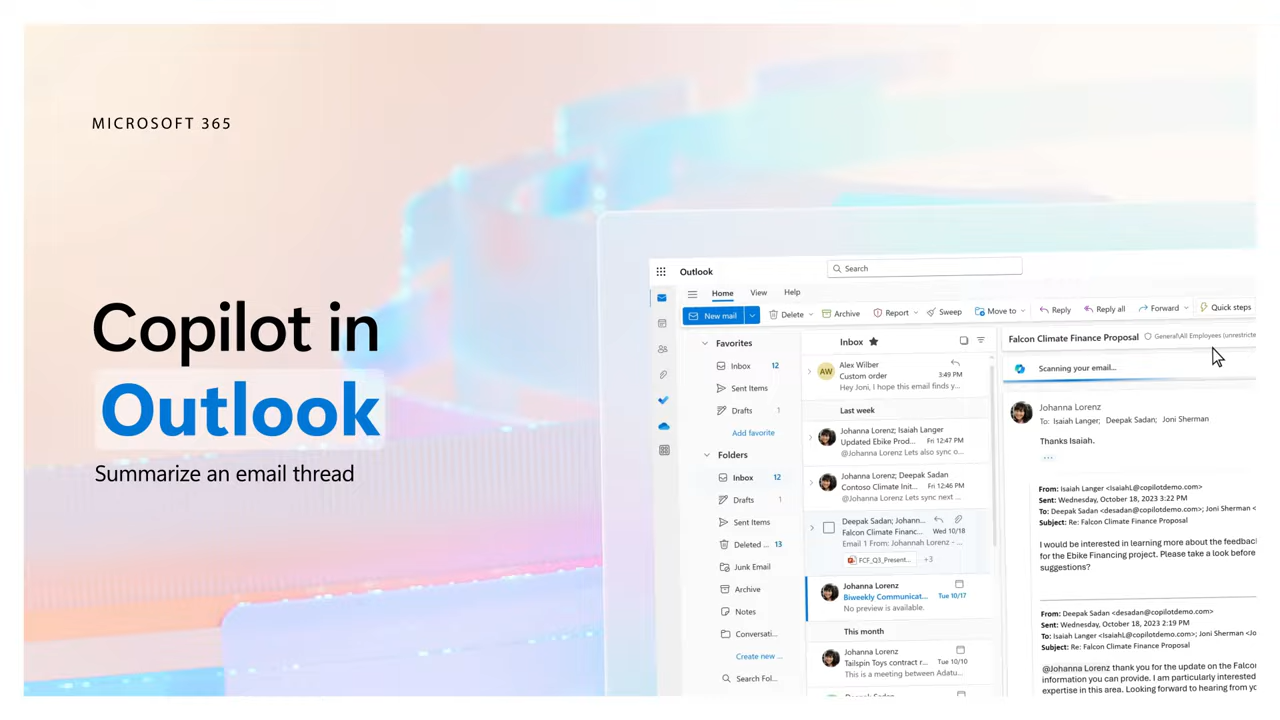 MICROSOFT 365
Copilot in
Outlook
Summarize an email thread
Outlook
Search
Home View Help
New mail Delete Archive Report Sweep Move to Reply Reply all Forward Quick steps
Favorites
Inbox 12
Sent Items
Drafts 1
Add favorite
Folders
Inbox 12
Drafts 1
Sent Items
Deleted ... 13
Junk Email
Archive
Notes
Conversati...
Create new ...
Search Fol...
Inbox
AW
Alex Wilber
Custom order 3:49 PM
Hey Joni, I hope this email finds y...
Last week
Johanna Lorenz; Isaiah Langer
Updated Ebike Prod... Fri 12:47 PM
@Johanna Lorenz Lets also sync o...
Johanna Lorenz; Deepak Sadan
Contoso Climate Init... Fri 12:46 PM
@Johanna Lorenz Lets sync next ...
Deepak Sadan; Johann...
Falcon Climate Financ... Wed 10/18
Email 1 From: Johannah Lorenz - ...
FCF_Q3_Present... +3
Johanna Lorenz
Biweekly Communicat... Tue 10/17
No preview is available.
This month
Johanna Lorenz
Tailspin Toys contract r... Tue 10/10
This is a meeting between Adatu...
Falcon Climate Finance Proposal General\All Employees (unrestricte
Scanning your email...
Johanna Lorenz
To: Isaiah Langer; Deepak Sadan; Joni Sherman
Thanks Isaiah.
From: Isaiah Langer <IsaiahL@copilotdemo.com>
Sent: Wednesday, October 18, 2023 3:22 PM
To: Deepak Sadan <desadan@copilotdemo.com>; Joni Sherman <
Subject: Re: Falcon Climate Finance Proposal
I would be interested in learning more about the feedbac
for the Ebike Financing project. Please take a look before
suggestions?
From: Deepak Sadan <desadan@copilotdemo.com>
Sent: Wednesday, October 18, 2023 2:19 PM
To: Isaiah Langer <IsaiahL@copilotdemo.com>; Joni Sherman <Jo
Subject: Re: Falcon Climate Finance Proposal
@Johanna Lorenz thank you for the update on the Falcon
information you can provide. I am particularly interested
expertise in this area. Looking forward to hearing from yo